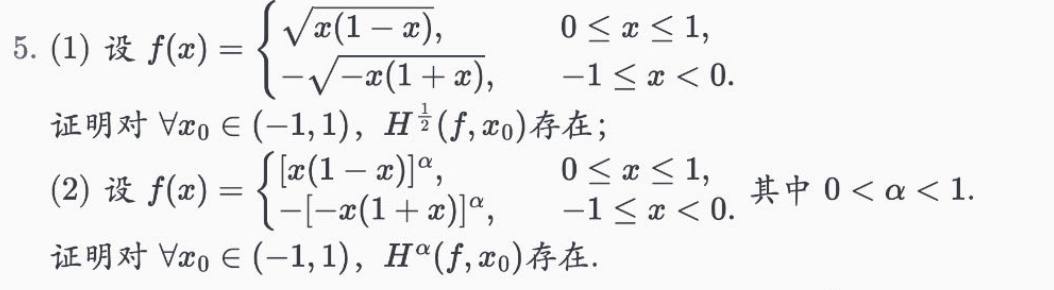 5. (1) 设 f(x) = { √(x(1 − x)), 0 ≤ x ≤ 1,
−√(−x(1 + x)), −1 ≤ x < 0.
证明对 ∀x₀ ∈ (−1, 1), H^{1/2}(f, x₀)存在;
(2) 设 f(x) = { [x(1 − x)]^α, 0 ≤ x ≤ 1,
−[−x(1 + x)]^α, −1 ≤ x < 0. 其中 0 < α < 1.
证明对 ∀x₀ ∈ (−1, 1), H^α(f, x₀)存在.